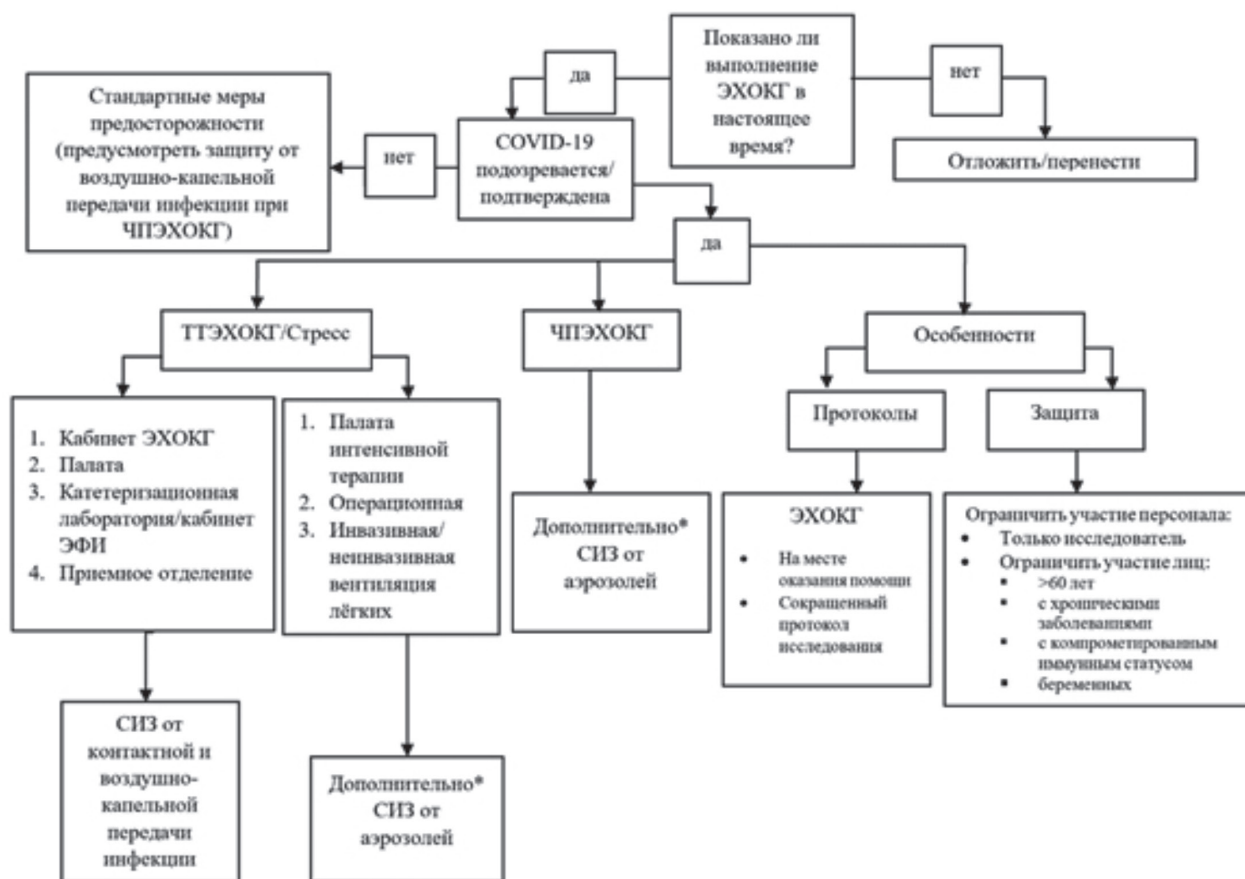 Показано ли
выполнение
ЭХОКГ в
настоящее
время?
да
нет
Отложить/перенести
COVID-19
подозревается/
подтверждена
нет
Стандартные меры
предосторожности
(предусмотреть защиту от
воздушно-капельной
передачи инфекции при
ЧПЭХОКГ)
да
ТТЭХОКГ/Стресс
ЧПЭХОКГ
Особенности
1. Кабинет ЭХОКГ
2. Палата
3. Катетеризационная
лаборатория/кабинет
ЭФИ
4. Приемное отделение
1. Палата
интенсивной
терапии
2. Операционная
3. Инвазивная/
неинвазивная
вентиляция
лёгких
Дополнительно*
СИЗ от
аэрозолей
Протоколы
Защита
ЭХОКГ
• На месте
оказания помощи
• Сокращенный
протокол
исследования
Ограничить участие персонала:
• Только исследователь
• Ограничить участие лиц:
▪ >60 лет
▪ с хроническими
заболеваниями
▪ с компрометированным
иммунным статусом
▪ беременных
СИЗ от
контактной и
воздушно-
капельной
передачи
инфекции
Дополнительно*
СИЗ от
аэрозолей